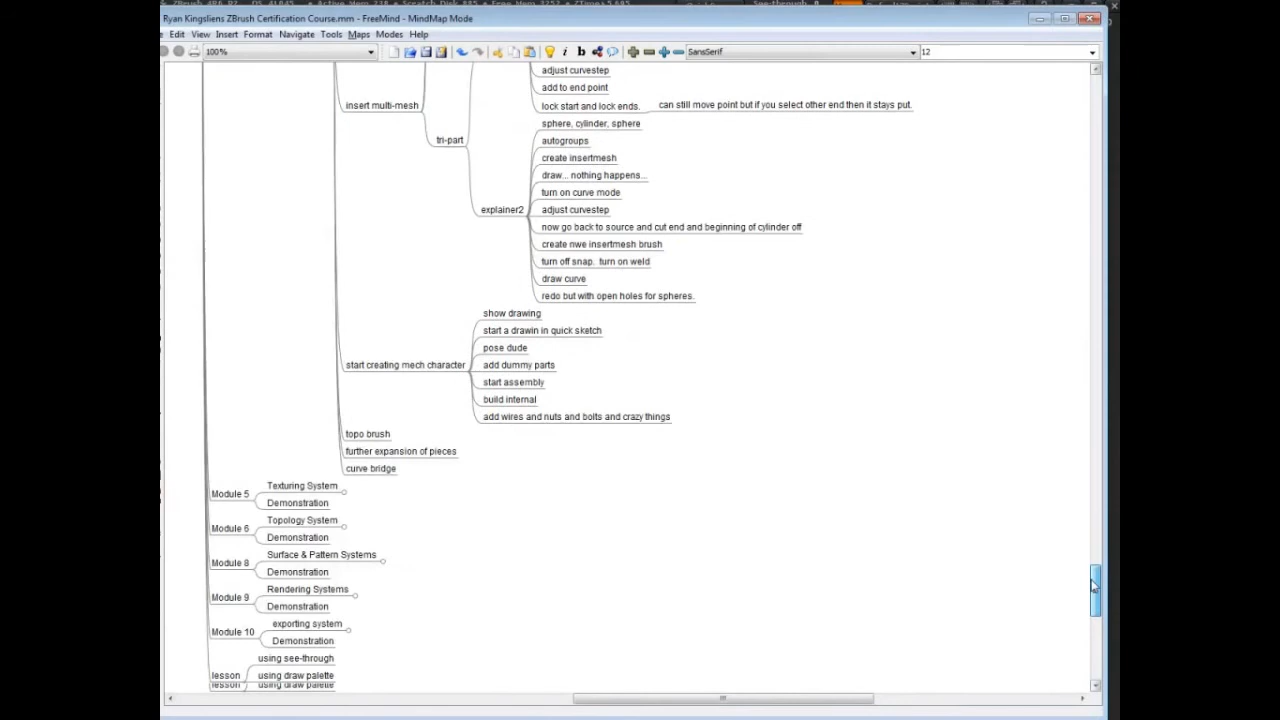 Ryan Kingsliens ZBrush Certification Course.mm - FreeMind - MindMap Mode
Edit View Insert Format Navigate Tools Maps Modes Help
100% SansSerif 12
adjust curvestep
add to end point
insert multi-mesh
lock start and lock ends. can still move point but if you select other end then it stays put.
sphere, cylinder, sphere
tri-part
autogroups
create insertmesh
draw... nothing happens...
turn on curve mode
explainer2
adjust curvestep
now go back to source and cut end and beginning of cylinder off
create nwe insertmesh brush
turn off snap. turn on weld
draw curve
redo but with open holes for spheres.
show drawing
start a drawin in quick sketch
pose dude
start creating mech character
add dummy parts
start assembly
build internal
add wires and nuts and bolts and crazy things
topo brush
further expansion of pieces
curve bridge
Module 5
Texturing System
Demonstration
Module 6
Topology System
Demonstration
Module 8
Surface & Pattern Systems
Demonstration
Module 9
Rendering Systems
Demonstration
Module 10
exporting system
Demonstration
using see-through
lesson using draw palette
lesson using draw palette